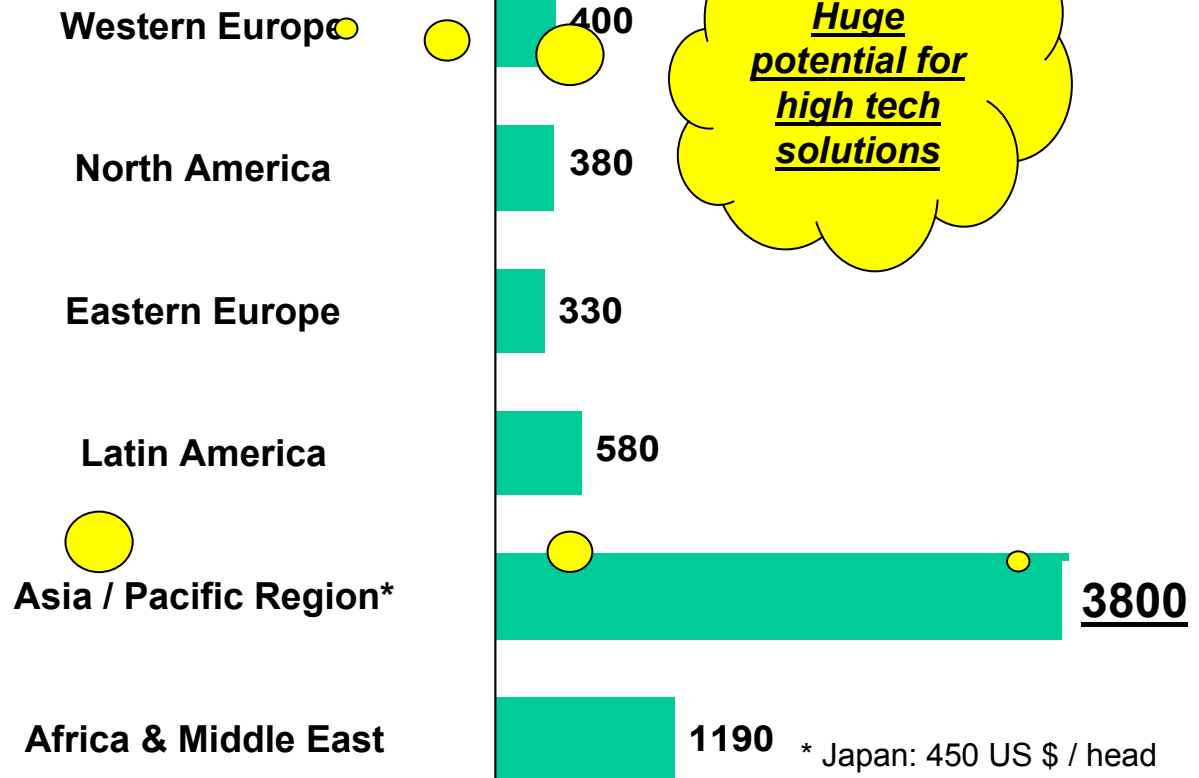 Western Europe
400
Huge
potential for
high tech
solutions
North America
380
Eastern Europe
330
Latin America
580
Asia / Pacific Region*
3800
Africa & Middle East
1190
* Japan: 450 US $ / head